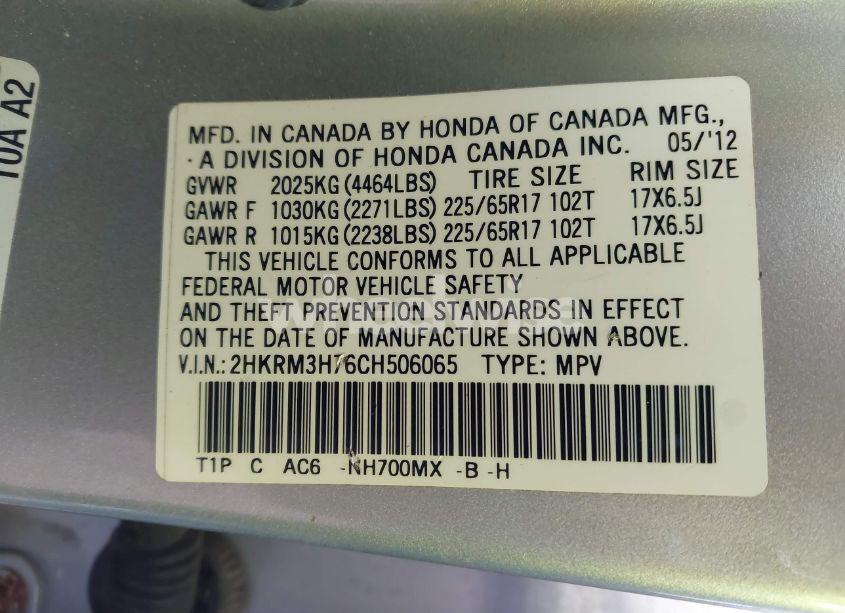 10A A2
MFD. IN CANADA BY HONDA OF CANADA MFG.,
· A DIVISION OF HONDA CANADA INC. 05/'12
GVWR 2025KG (4464LBS) TIRE SIZE RIM SIZE
GAWR F 1030KG (2271LBS) 225/65R17 102T 17X6.5J
GAWR R 1015KG (2238LBS) 225/65R17 102T 17X6.5J
THIS VEHICLE CONFORMS TO ALL APPLICABLE
FEDERAL MOTOR VEHICLE SAFETY
AND THEFT PREVENTION STANDARDS IN EFFECT
ON THE DATE OF MANUFACTURE SHOWN ABOVE.
V.I.N.: 2HKRM3H76CH506065 TYPE: MPV
T1P C AC6 -NH700MX -B -H